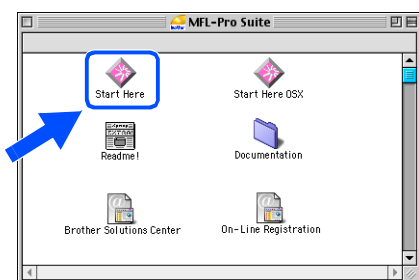 MFL-Pro Suite
Start Here
Start Here OSX
Readme!
Documentation
Brother Solutions Center
On-Line Registration